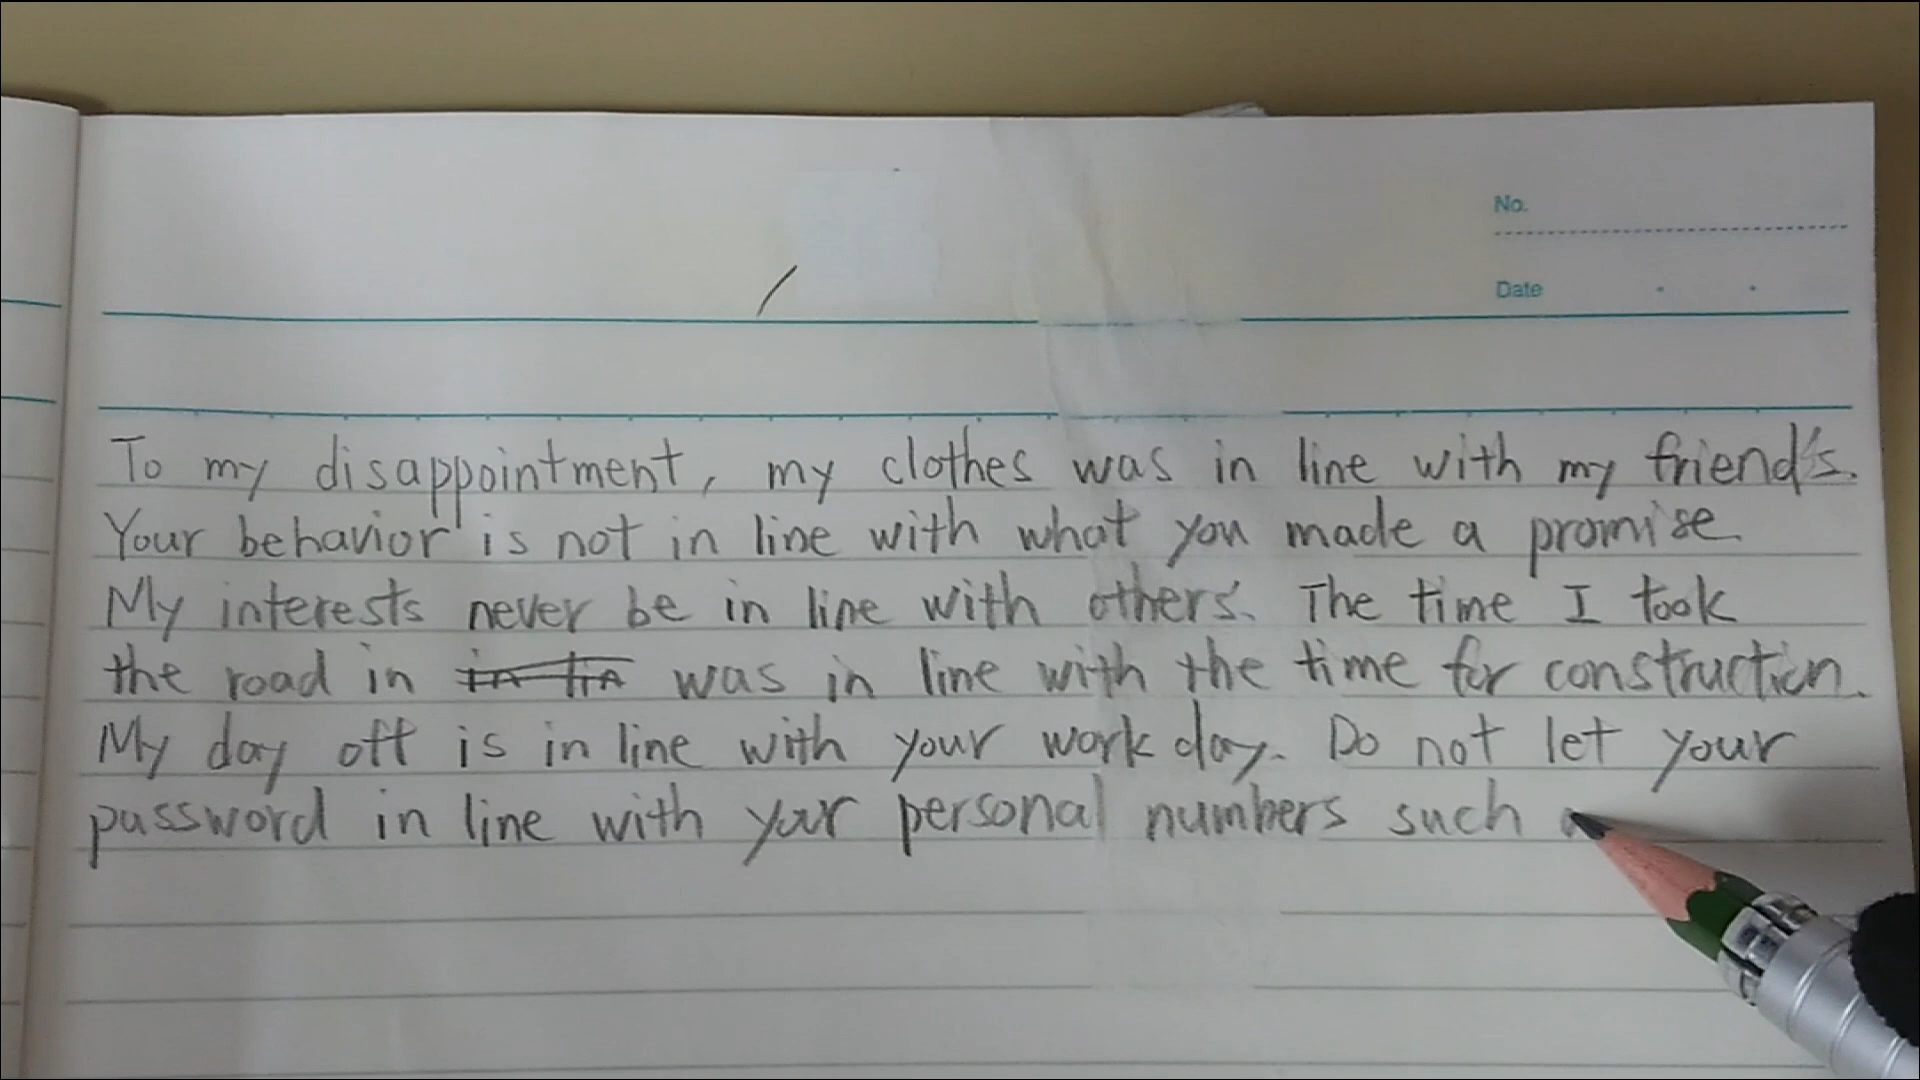 No.
Date
To my disappointment, my clothes was in line with my friend's.
Your behavior is not in line with what you made a promise.
My interests never be in line with others'. The time I took
the road in in lin was in line with the time for construction.
My day off is in line with your work day. Do not let your
password in line with your personal numbers such a